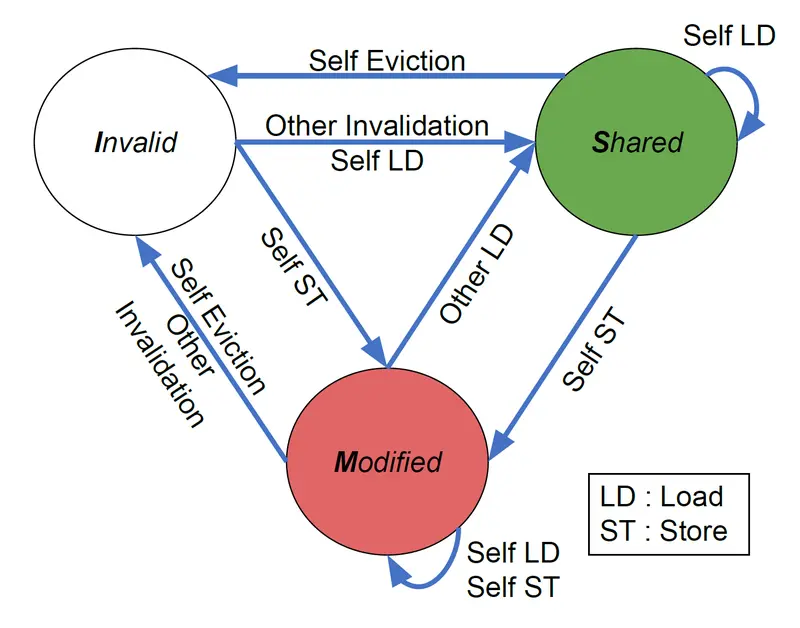 Self Eviction
Self LD
Invalid
Other Invalidation
Self LD
Shared
Self ST
Other LD
Self ST
Self Eviction
Other
Invalidation
Modified
Self LD
Self ST
LD : Load
ST : Store